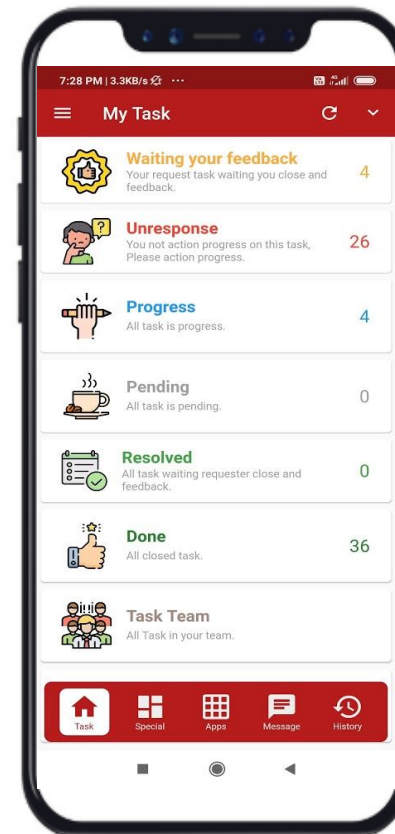 7:28 PM | 3.3KB/s ...
4G
My Task
Waiting your feedback
Your request task waiting you close and
feedback.
4
Unresponse
You not action progress on this task,
Please action progress.
26
Progress
All task is progress.
4
Pending
All task is pending.
0
Resolved
All task waiting requester close and
feedback.
0
Done
All closed task.
36
Task Team
All Task in your team.
Task
Special
Apps
Message
History